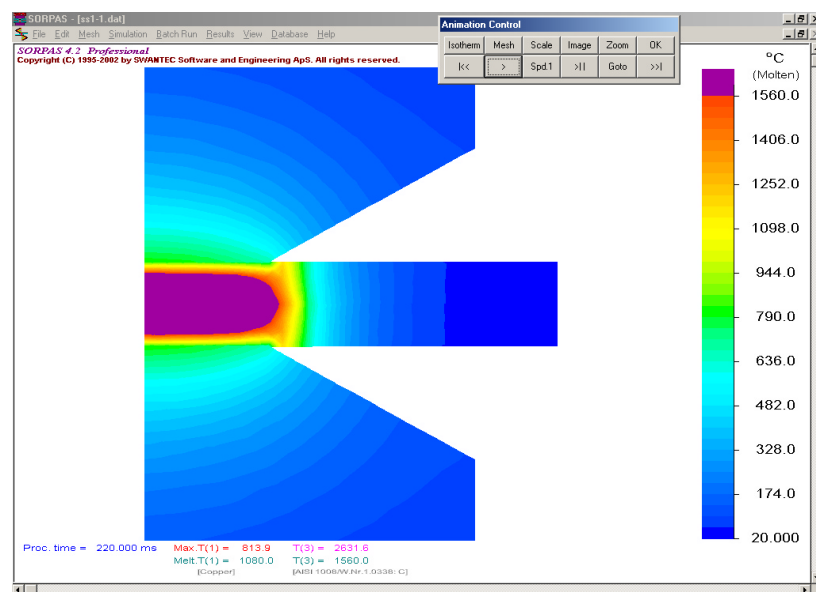 SORPAS - [ss1-1.dat]
File Edit Mesh Simulation Batch Run Results View Database Help
SORPAS 4.2 Professional
Copyright (C) 1995-2002 by SWANTEC Software and Engineering ApS. All rights reserved.
Animation Control
Isotherm Mesh Scale Image Zoom OK
|<< > Spd.1 >|| Goto >>|
°C
(Molten)
1560.0
1406.0
1252.0
1098.0
944.0
790.0
636.0
482.0
328.0
174.0
20.000
Proc. time = 220.000 ms Max.T(1) = 813.9 T(3) = 2631.6
Melt.T(1) = 1080.0 T(3) = 1560.0
[Copper] [AISI 1006/W.Nr.1.0338: C]